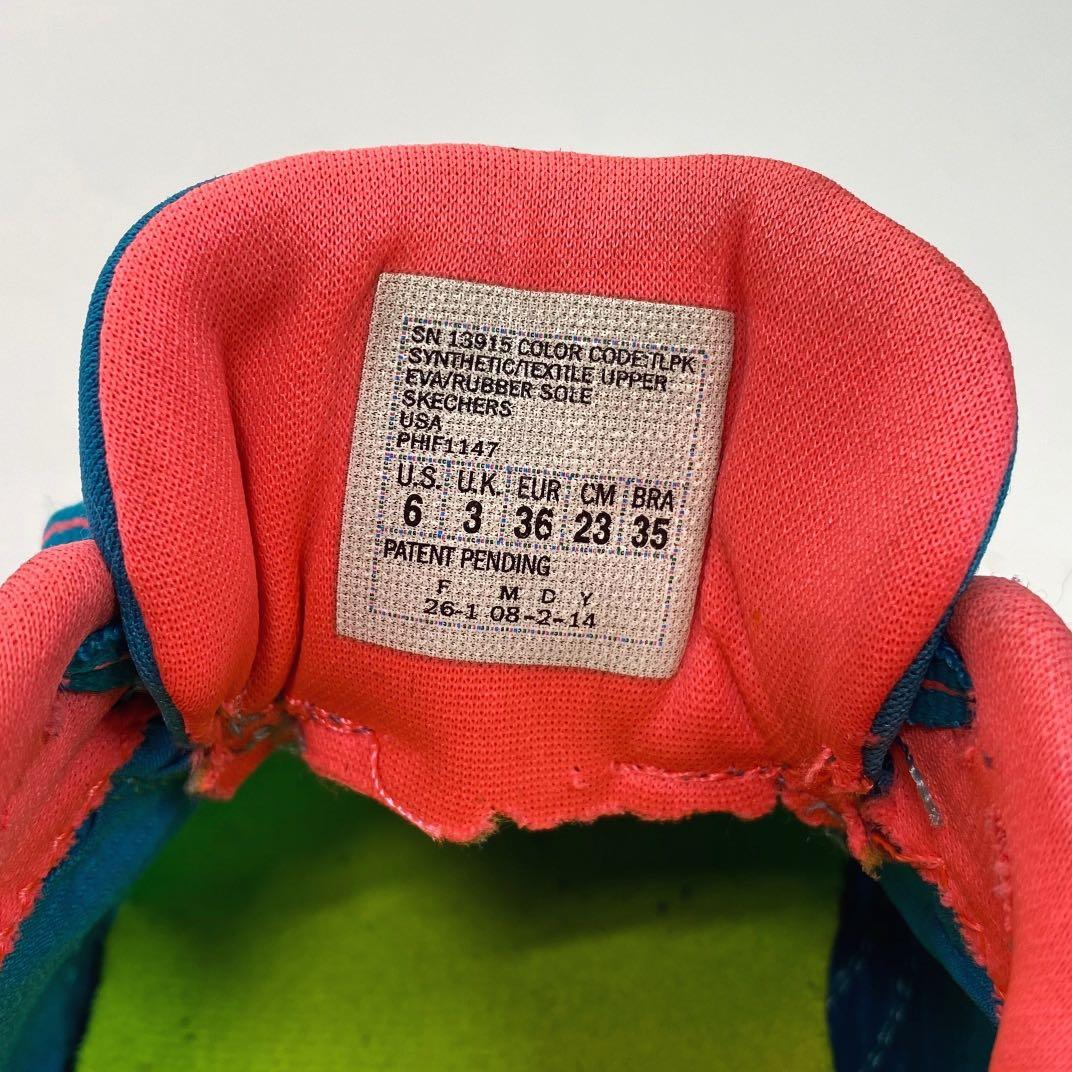 SN 13915 COLOR CODE TLPK
SYNTHETIC/TEXTILE UPPER
EVA/RUBBER SOLE
SKECHERS
USA
PHIF1147
U.S. U.K. EUR CM BRA
6 3 36 23 35
PATENT PENDING
F M D Y
26-1 08-2-14